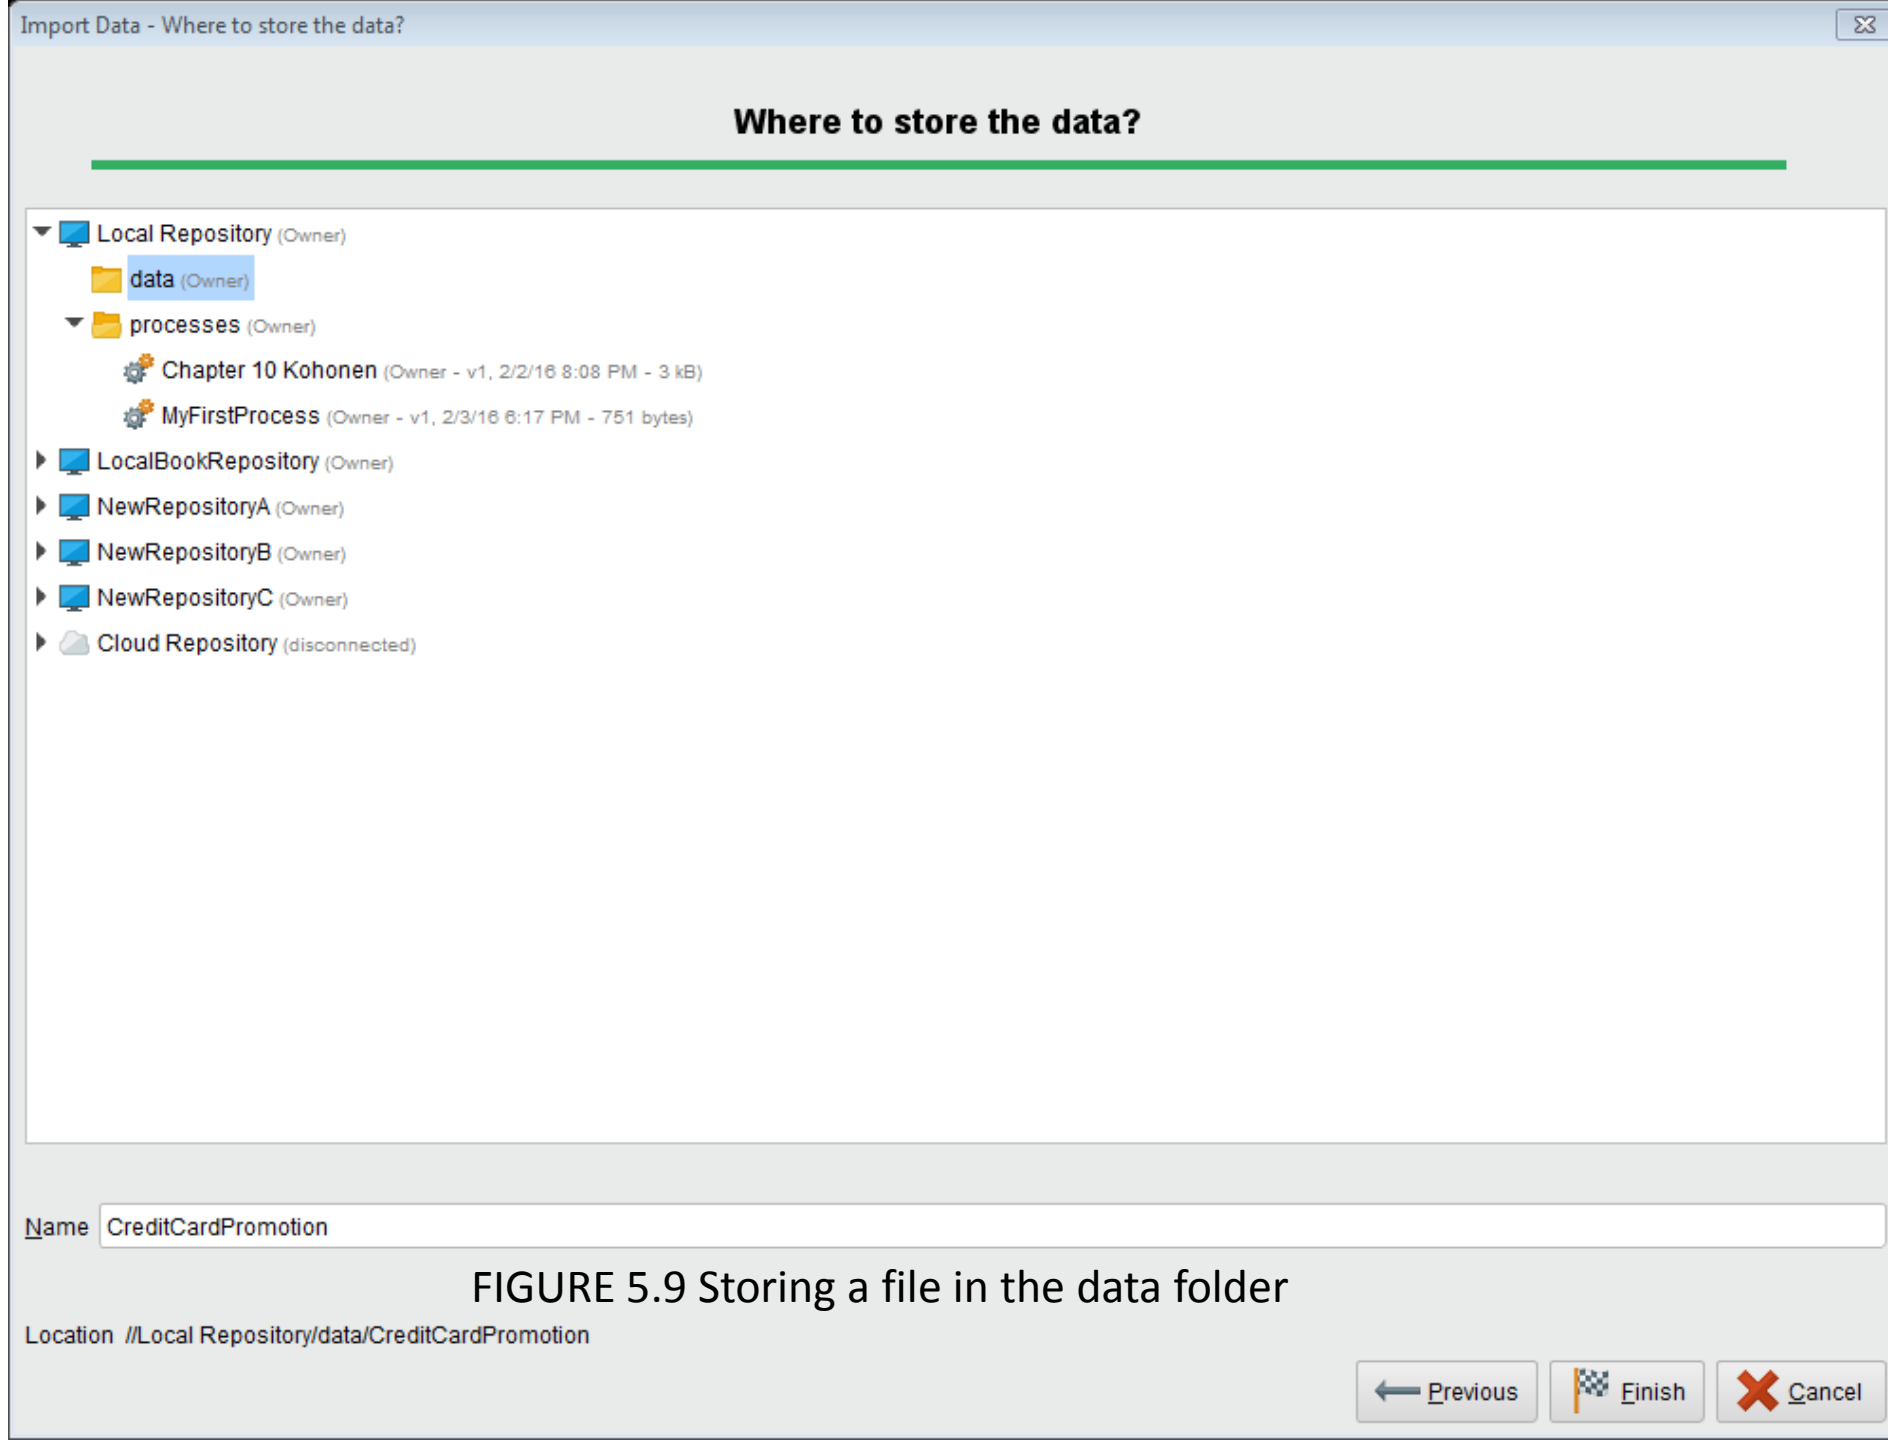 Import Data - Where to store the data?
Where to store the data?
Local Repository (Owner)
data (Owner)
processes (Owner)
Chapter 10 Kohonen (Owner - v1, 2/2/16 8:08 PM - 3 kB)
MyFirstProcess (Owner - v1, 2/3/16 6:17 PM - 751 bytes)
LocalBookRepository (Owner)
NewRepositoryA (Owner)
NewRepositoryB (Owner)
NewRepositoryC (Owner)
Cloud Repository (disconnected)
Name CreditCardPromotion
FIGURE 5.9 Storing a file in the data folder
Location //Local Repository/data/CreditCardPromotion
Previous Finish Cancel